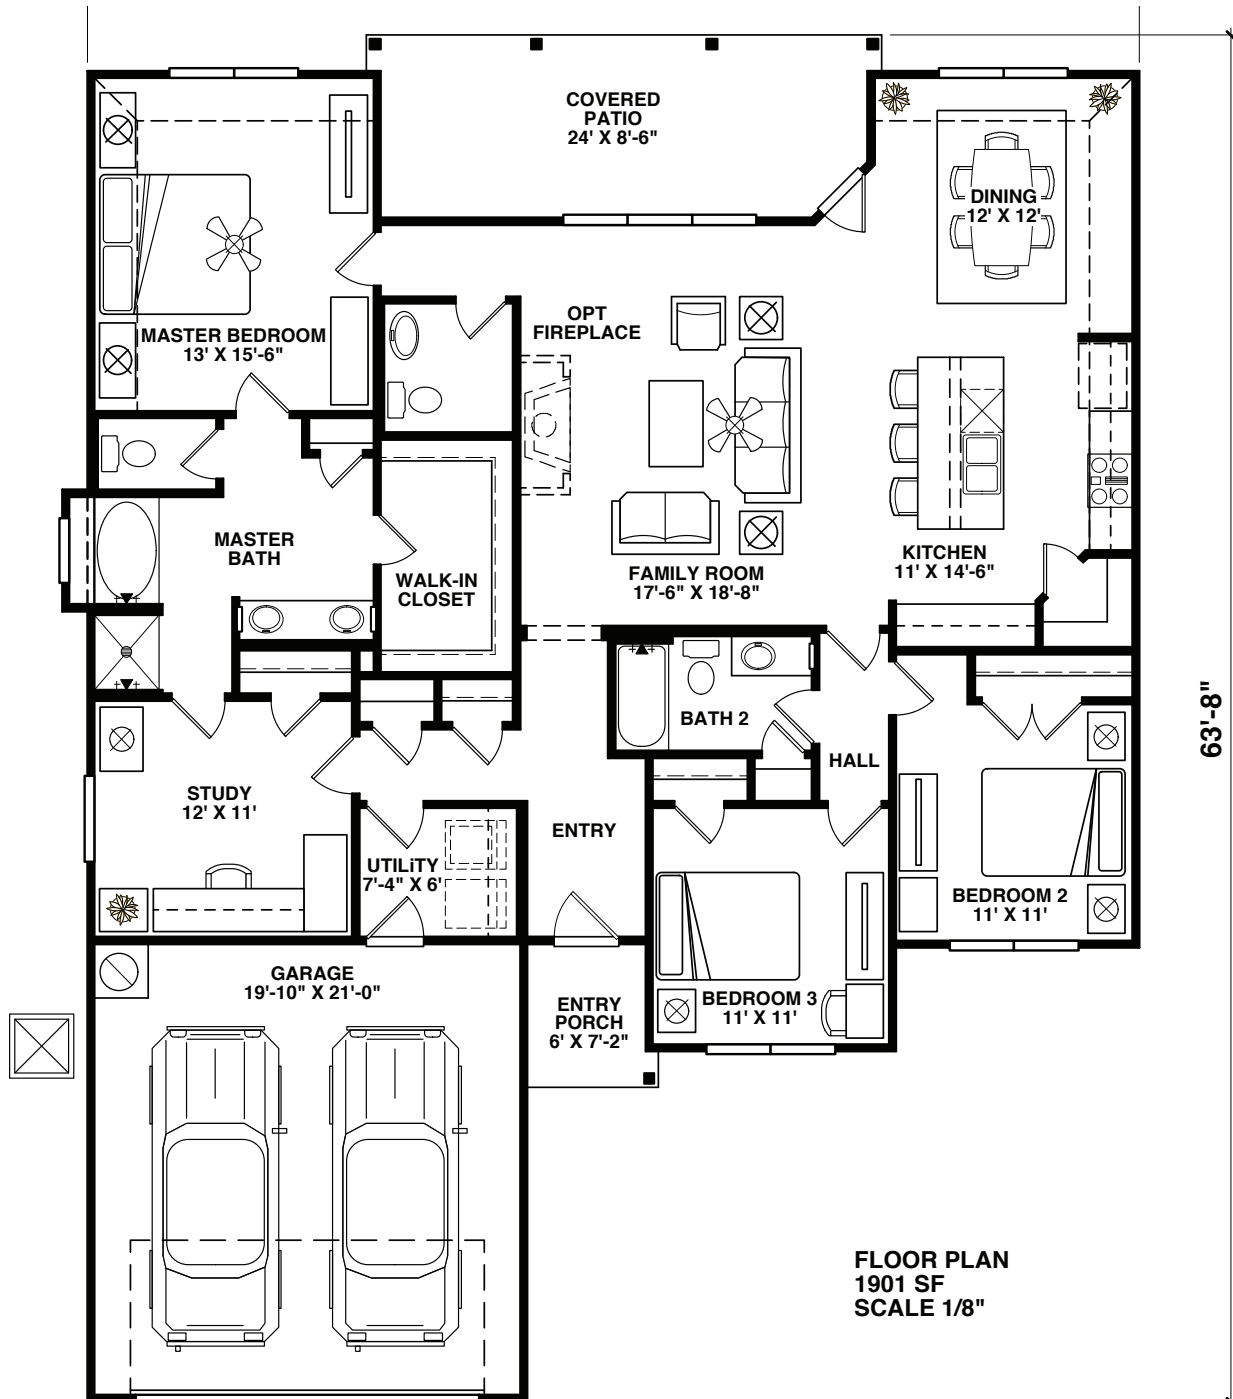 COVERED
PATIO
24' X 8'-6"
DINING
12' X 12'
OPT
FIREPLACE
MASTER BEDROOM
13' X 15'-6"
MASTER
BATH
WALK-IN
CLOSET
FAMILY ROOM
17'-6" X 18'-8"
KITCHEN
11' X 14'-6"
63'-8"
BATH 2
HALL
STUDY
12' X 11'
UTILiTY
7'-4" X 6'
ENTRY
BEDROOM 2
11' X 11'
GARAGE
19'-10" X 21'-0"
ENTRY
PORCH
6' X 7'-2"
BEDROOM 3
11' X 11'
FLOOR PLAN
1901 SF
SCALE 1/8"